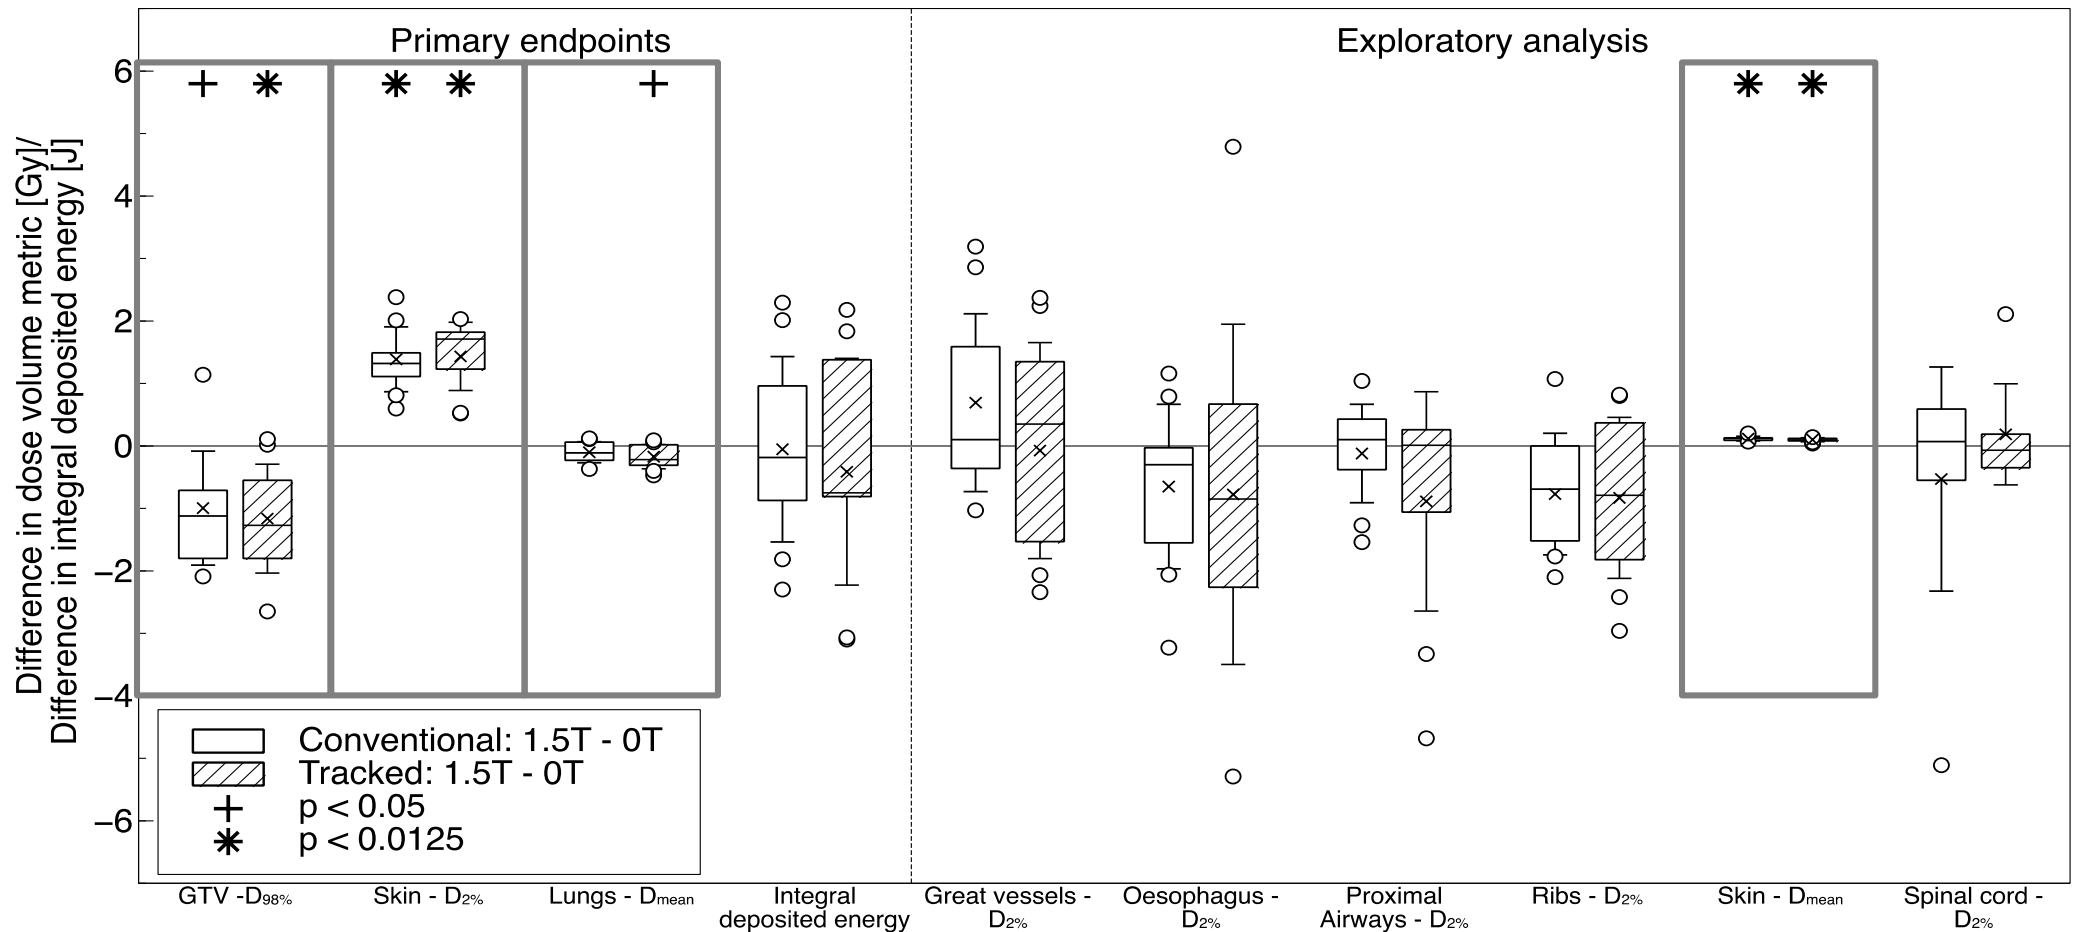 Primary endpoints
Exploratory analysis
Difference in dose volume metric [Gy]/
Difference in integral deposited energy [J]
6
4
2
0
−2
−4
−6
Conventional: 1.5T - 0T
Tracked: 1.5T - 0T
p < 0.05
p < 0.0125
GTV -D98%
Skin - D2%
Lungs - Dmean
Integral
deposited energy
Great vessels -
D2%
Oesophagus -
D2%
Proximal
Airways - D2%
Ribs - D2%
Skin - Dmean
Spinal cord -
D2%